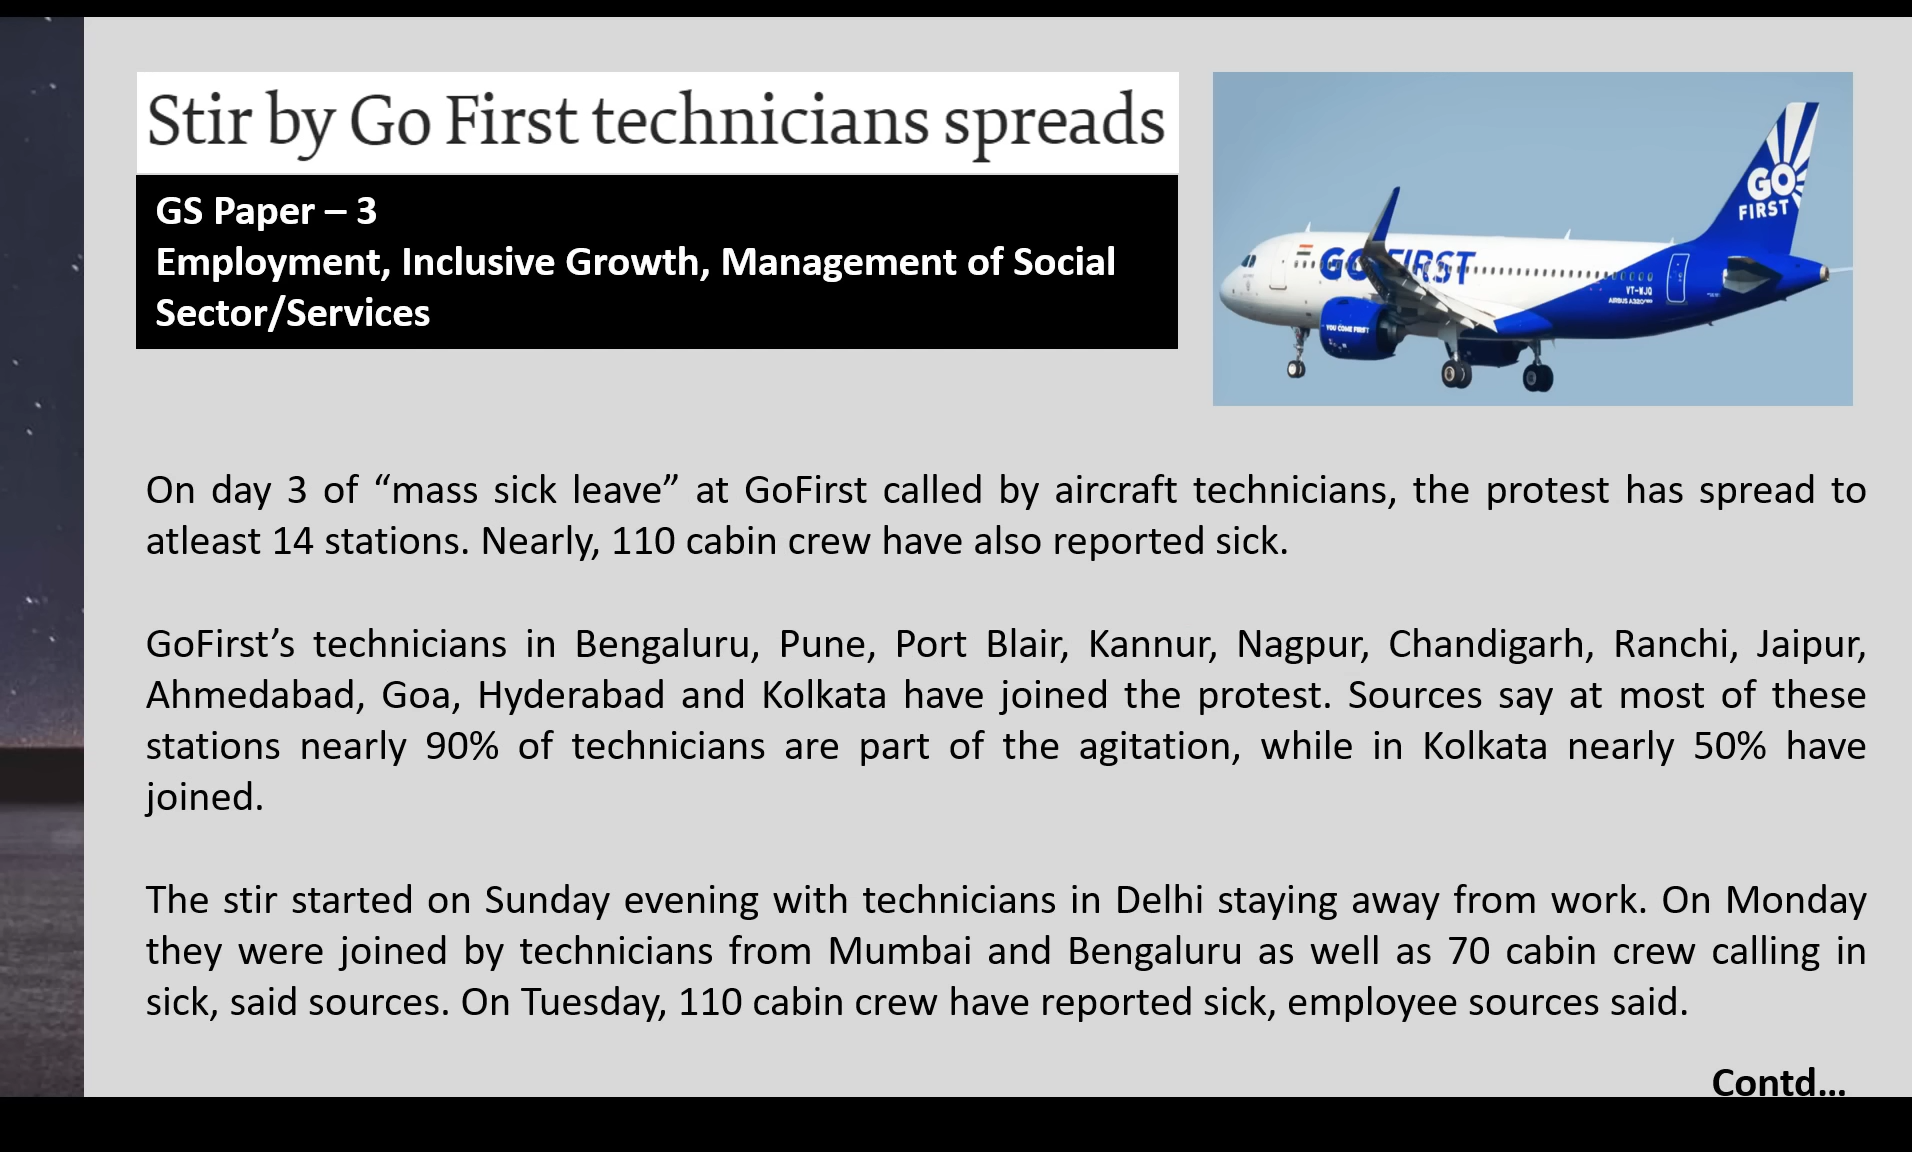 Stir by Go First technicians spreads
GS Paper – 3
Employment, Inclusive Growth, Management of Social
Sector/Services
GO FIRST
GO FIRST
VT-WJQ
AIRBUS A320neo
YOU COME FIRST
On day 3 of “mass sick leave” at GoFirst called by aircraft technicians, the protest has spread to
atleast 14 stations. Nearly, 110 cabin crew have also reported sick.
GoFirst’s technicians in Bengaluru, Pune, Port Blair, Kannur, Nagpur, Chandigarh, Ranchi, Jaipur,
Ahmedabad, Goa, Hyderabad and Kolkata have joined the protest. Sources say at most of these
stations nearly 90% of technicians are part of the agitation, while in Kolkata nearly 50% have
joined.
The stir started on Sunday evening with technicians in Delhi staying away from work. On Monday
they were joined by technicians from Mumbai and Bengaluru as well as 70 cabin crew calling in
sick, said sources. On Tuesday, 110 cabin crew have reported sick, employee sources said.
Contd...